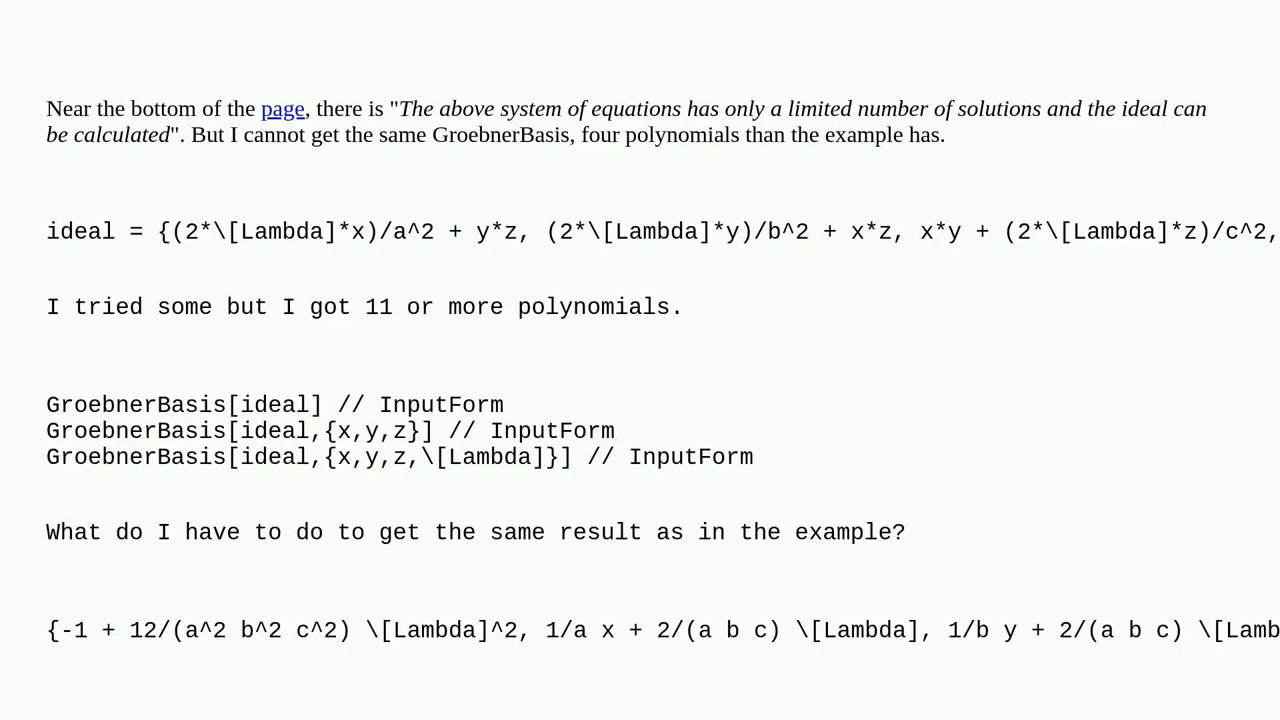 Near the bottom of the page, there is "The above system of equations has only a limited number of solutions and the ideal can
be calculated". But I cannot get the same GroebnerBasis, four polynomials than the example has.
ideal = {(2*\[Lambda]*x)/a^2 + y*z, (2*\[Lambda]*y)/b^2 + x*z, x*y + (2*\[Lambda]*z)/c^2,
I tried some but I got 11 or more polynomials.
GroebnerBasis[ideal] // InputForm
GroebnerBasis[ideal,{x,y,z}] // InputForm
GroebnerBasis[ideal,{x,y,z,\[Lambda]}] // InputForm
What do I have to do to get the same result as in the example?
{-1 + 12/(a^2 b^2 c^2) \[Lambda]^2, 1/a x + 2/(a b c) \[Lambda], 1/b y + 2/(a b c) \[Lamb